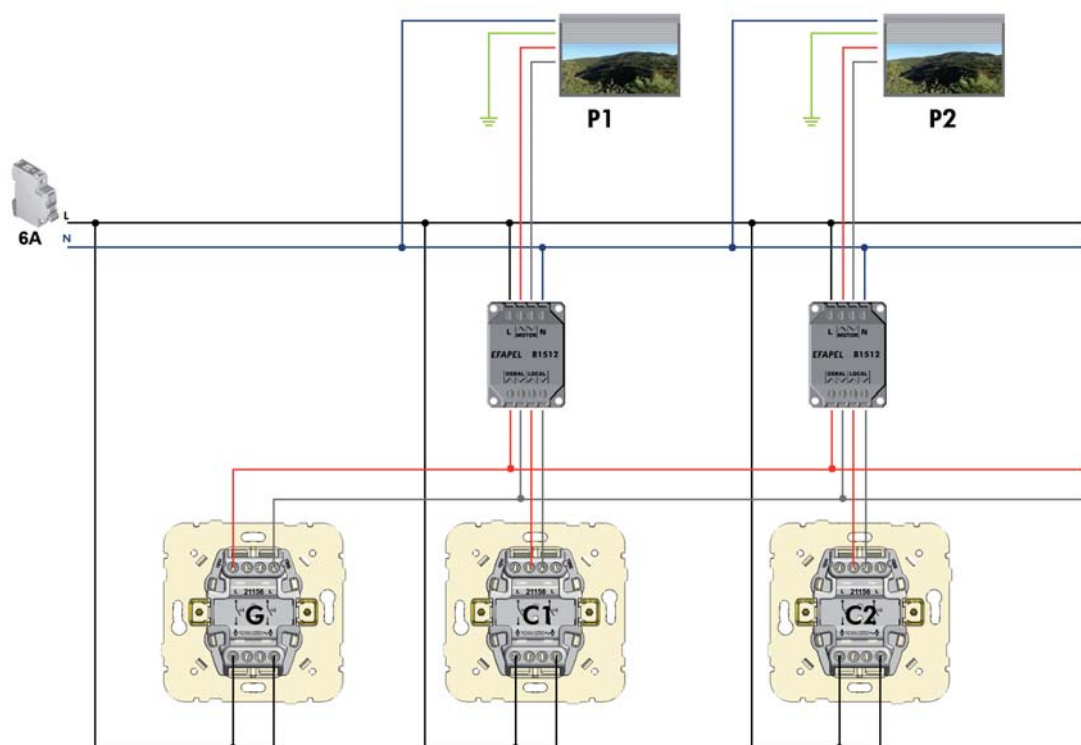 P1
P2
L
6A
N
L MOTOR N
EFAPEL 81512
GERAL LOCAL
L MOTOR N
EFAPEL 81512
GERAL LOCAL
L 21156 L
G
L 21156 L
C1
L 21156 L
C2